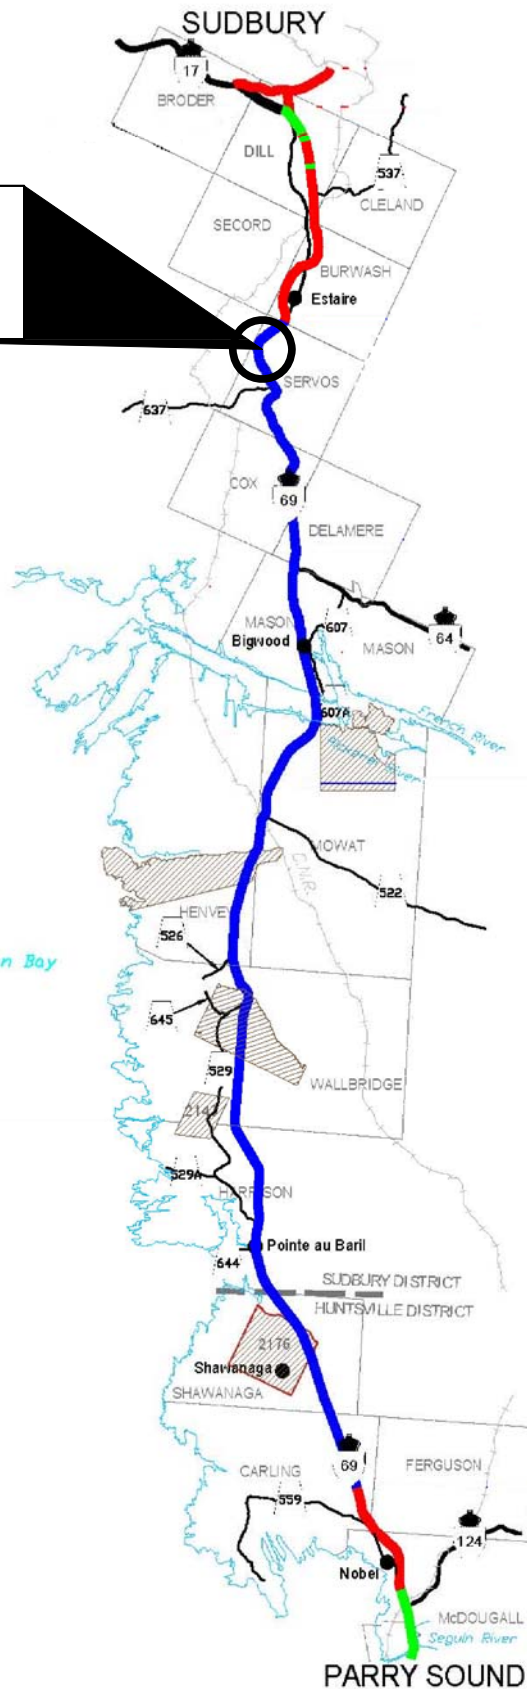 SUDBURY
17
BRODER
DILL
537
CLELAND
SECORD
BURWASH
Estaire
SERVOS
637
COX
69
DELAMERE
MASON
607
Bigwood
64
MASON
607A
French River
Pickerel River
MOWAT
C.N.R.
522
HENVEY
526
n Bay
645
529
WALLBRIDGE
529A
HARRISON
Pointe au Baril
644
SUDBURY DISTRICT
HUNTSVILLE DISTRICT
2176
Shawanaga
SHAWANAGA
69
CARLING
FERGUSON
559
124
Nobel
McDOUGALL
Seguin River
PARRY SOUND